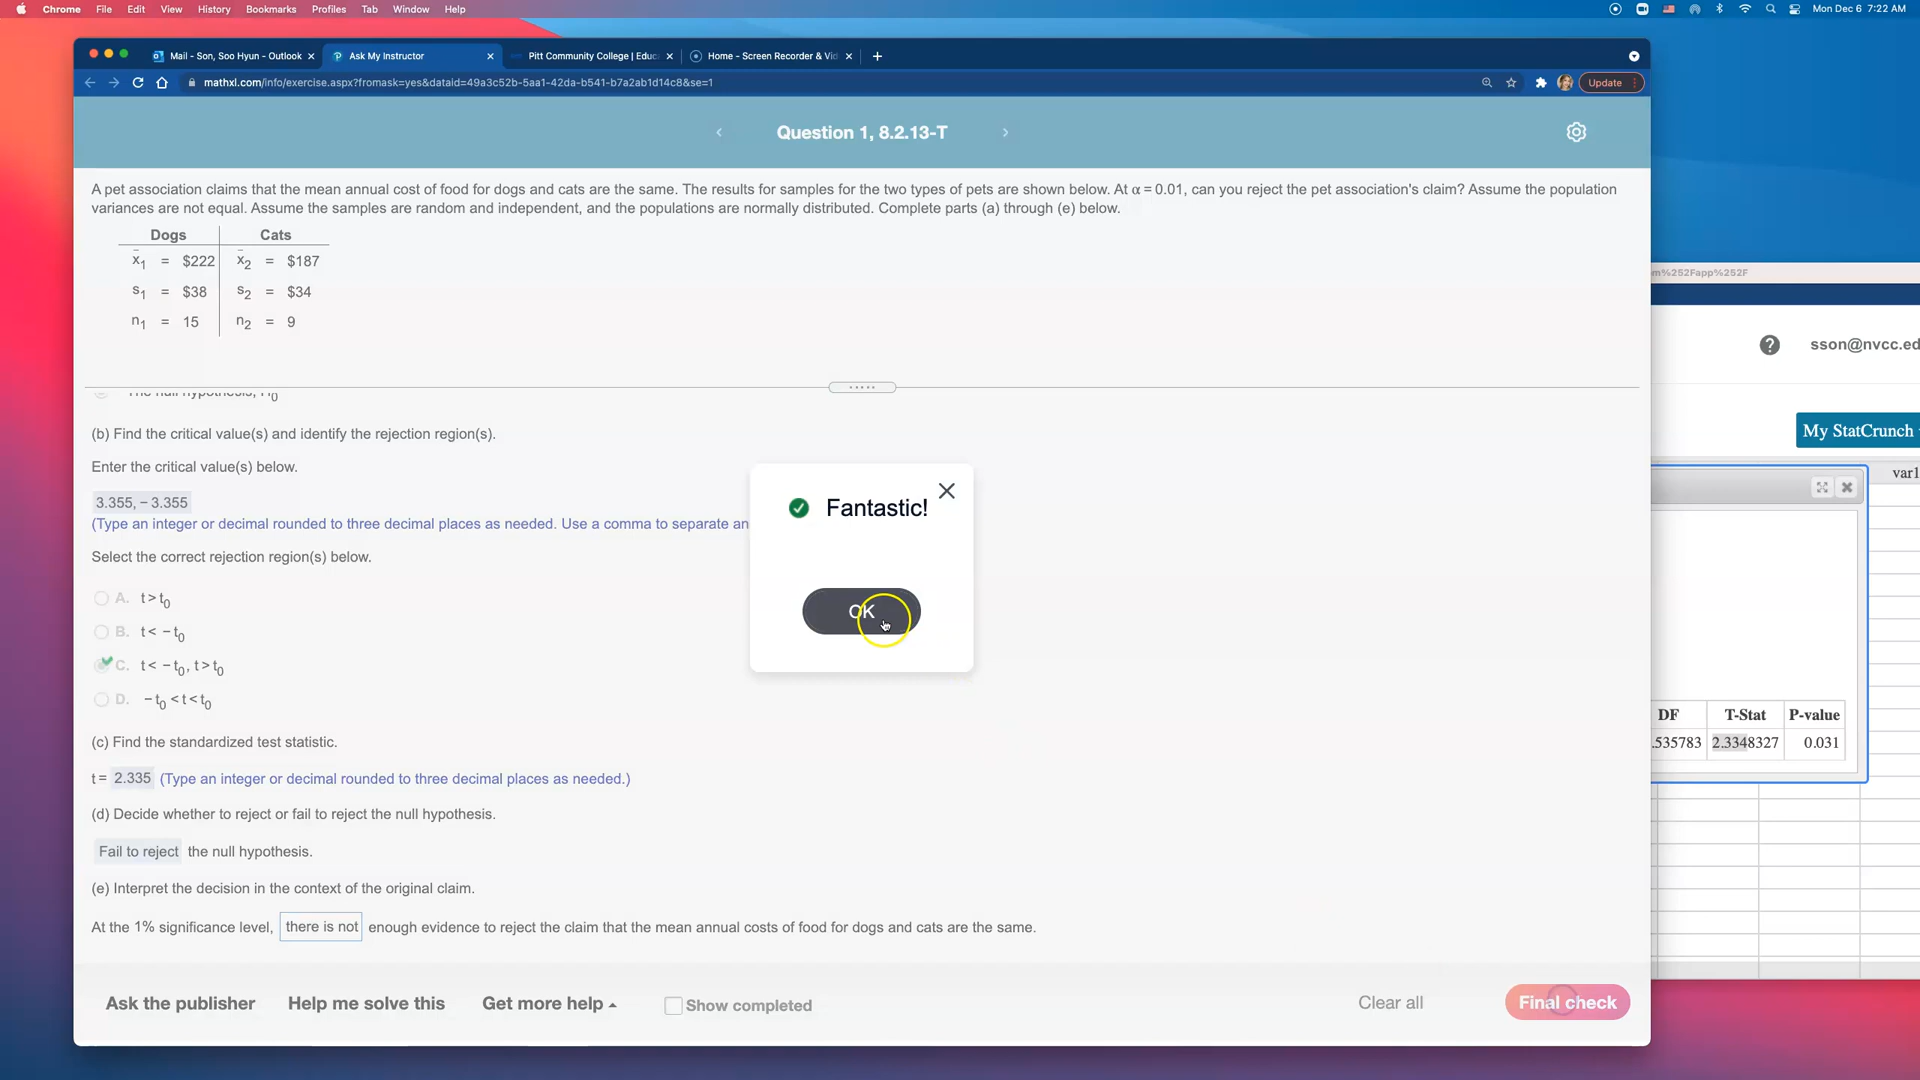 Chrome File Edit View History Bookmarks Profiles Tab Window Help Mon Dec 6 7:22 AM
Mail - Son, Soo Hyun - Outlook Ask My Instructor Pitt Community College | Educ Home - Screen Recorder & Vid
mathxl.com/info/exercise.aspx?fromask=yes&dataid=49a3c52b-5aa1-42da-b541-b7a2ab1d14c8&se=1 Update
Question 1, 8.2.13-T
A pet association claims that the mean annual cost of food for dogs and cats are the same. The results for samples for the two types of pets are shown below. At α = 0.01, can you reject the pet association's claim? Assume the population
variances are not equal. Assume the samples are random and independent, and the populations are normally distributed. Complete parts (a) through (e) below.
Dogs Cats
x̄1 = $222 x̄2 = $187
s1 = $38 s2 = $34
n1 = 15 n2 = 9
The null hypothesis, H0
(b) Find the critical value(s) and identify the rejection region(s).
Enter the critical value(s) below.
3.355, − 3.355
(Type an integer or decimal rounded to three decimal places as needed. Use a comma to separate an
Select the correct rejection region(s) below.
A. t > t0
B. t < − t0
C. t < − t0, t > t0
D. − t0 < t < t0
(c) Find the standardized test statistic.
t = 2.335 (Type an integer or decimal rounded to three decimal places as needed.)
(d) Decide whether to reject or fail to reject the null hypothesis.
Fail to reject the null hypothesis.
(e) Interpret the decision in the context of the original claim.
At the 1% significance level, there is not enough evidence to reject the claim that the mean annual costs of food for dogs and cats are the same.
Fantastic!
OK
Ask the publisher Help me solve this Get more help Show completed Clear all Final check
m%252Fapp%252F
? sson@nvcc.ed
My StatCrunch
var1
DF T-Stat P-value
.535783 2.3348327 0.031